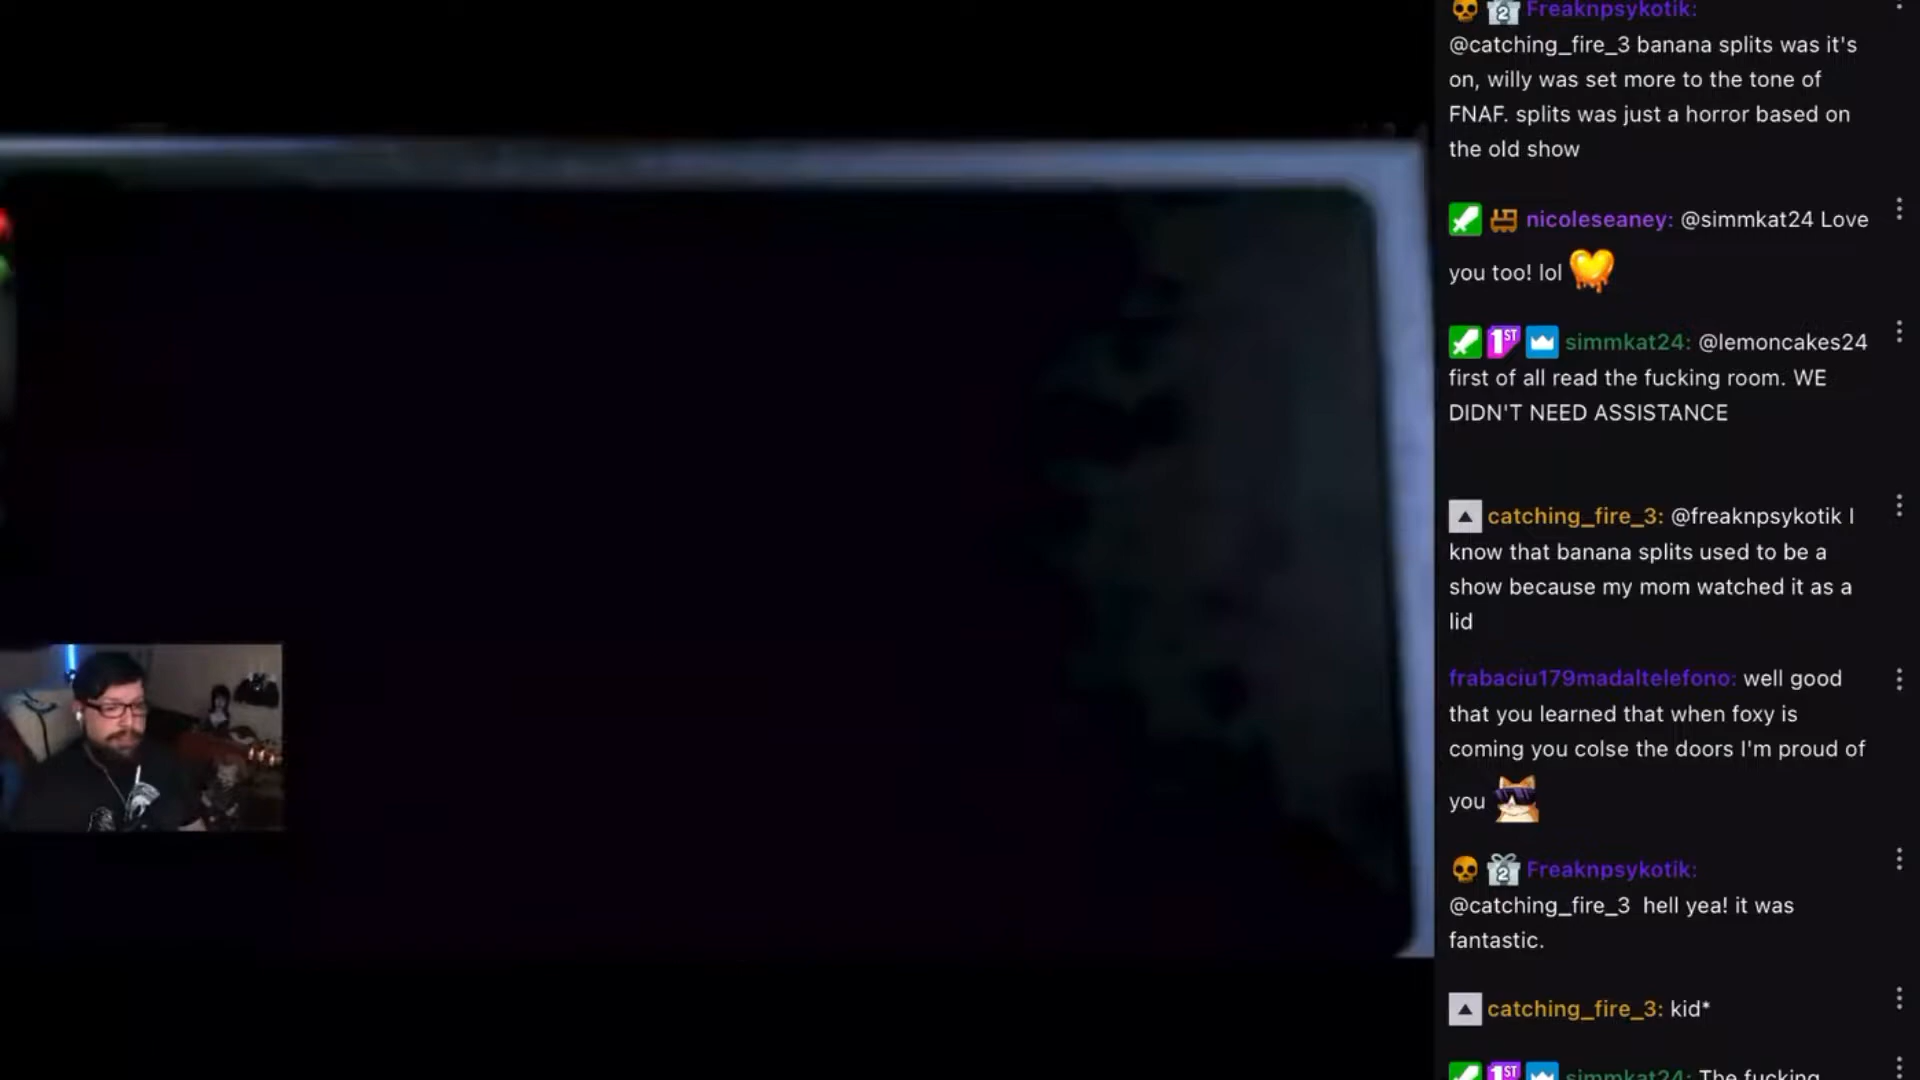 Freaknpsykotik:
@catching_fire_3 banana splits was it's
on, willy was set more to the tone of
FNAF. splits was just a horror based on
the old show
nicoleseaney: @simmkat24 Love
you too! lol
simmkat24: @lemoncakes24
first of all read the fucking room. WE
DIDN'T NEED ASSISTANCE
catching_fire_3: @freaknpsykotik I
know that banana splits used to be a
show because my mom watched it as a
lid
frabaciu179madaltelefono: well good
that you learned that when foxy is
coming you colse the doors I'm proud of
you
Freaknpsykotik:
@catching_fire_3 hell yea! it was
fantastic.
catching_fire_3: kid*
simmkat24: The fucking